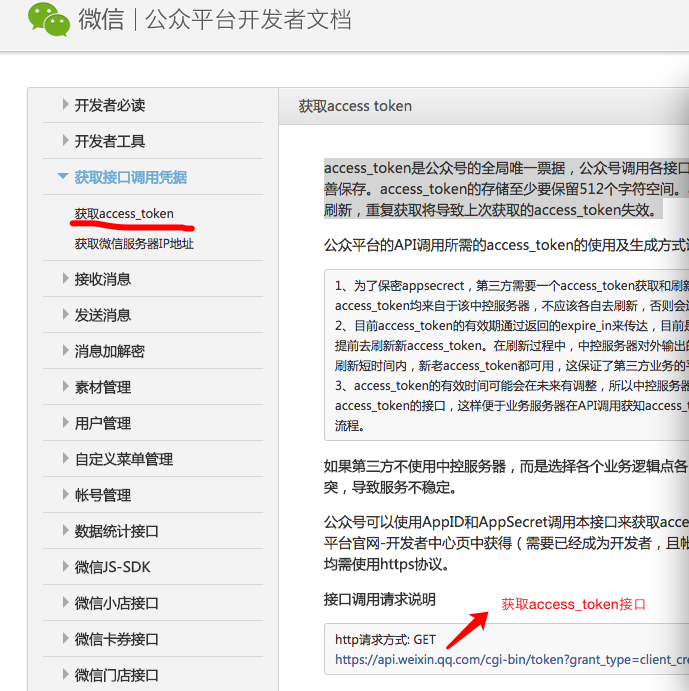 微信 | 公众平台开发者文档
开发者必读
开发者工具
获取接口调用凭据
获取access_token
获取微信服务器IP地址
接收消息
发送消息
消息加解密
素材管理
用户管理
自定义菜单管理
帐号管理
数据统计接口
微信JS-SDK
微信小店接口
微信卡券接口
微信门店接口
获取access token
access_token是公众号的全局唯一票据，公众号调用各接口
善保存。access_token的存储至少要保留512个字符空间。
刷新，重复获取将导致上次获取的access_token失效。
公众平台的API调用所需的access_token的使用及生成方式
1、为了保密appsecrect，第三方需要一个access_token获取和刷
access_token均来自于该中控服务器，不应该各自去刷新，否则会
2、目前access_token的有效期通过返回的expire_in来传达，目前是
提前去刷新新access_token。在刷新过程中，中控服务器对外输出的
刷新短时间内，新老access_token都可用，这保证了第三方业务的
3、access_token的有效时间可能会在未来有调整，所以中控服务器
access_token的接口，这样便于业务服务器在API调用获知access_t
流程。
如果第三方不使用中控服务器，而是选择各个业务逻辑点各
突，导致服务不稳定。
公众号可以使用AppID和AppSecret调用本接口来获取acce
平台官网-开发者中心页中获得（需要已经成为开发者，且帐
均需使用https协议。
接口调用请求说明
获取access_token接口
http请求方式: GET
https://api.weixin.qq.com/cgi-bin/token?grant_type=client_cre